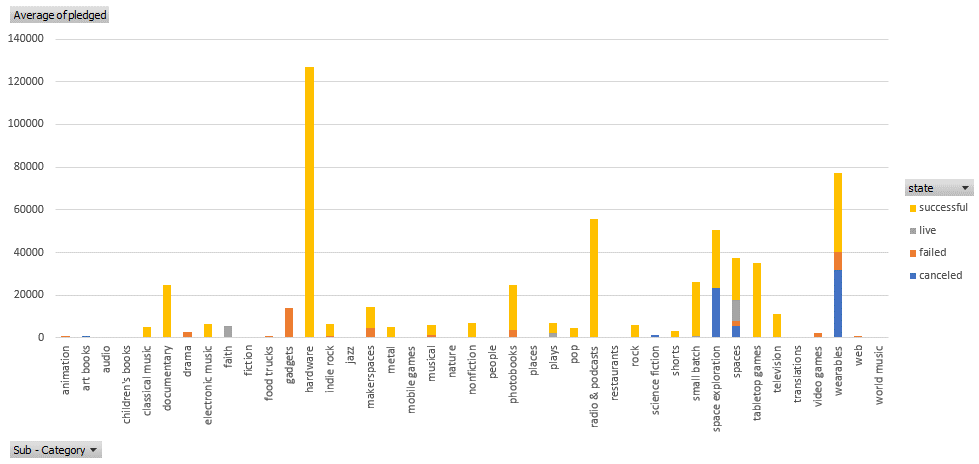 Average of pledged
140000
120000
100000
80000
60000
40000
20000
0
animation
art books
audio
children's books
classical music
documentary
drama
electronic music
faith
fiction
food trucks
gadgets
hardware
indie rock
jazz
makerspaces
metal
mobile games
musical
nature
nonfiction
people
photobooks
places
plays
pop
radio & podcasts
restaurants
rock
science fiction
shorts
small batch
space exploration
spaces
tabletop games
television
translations
video games
wearables
web
world music
state
successful
live
failed
canceled
Sub - Category